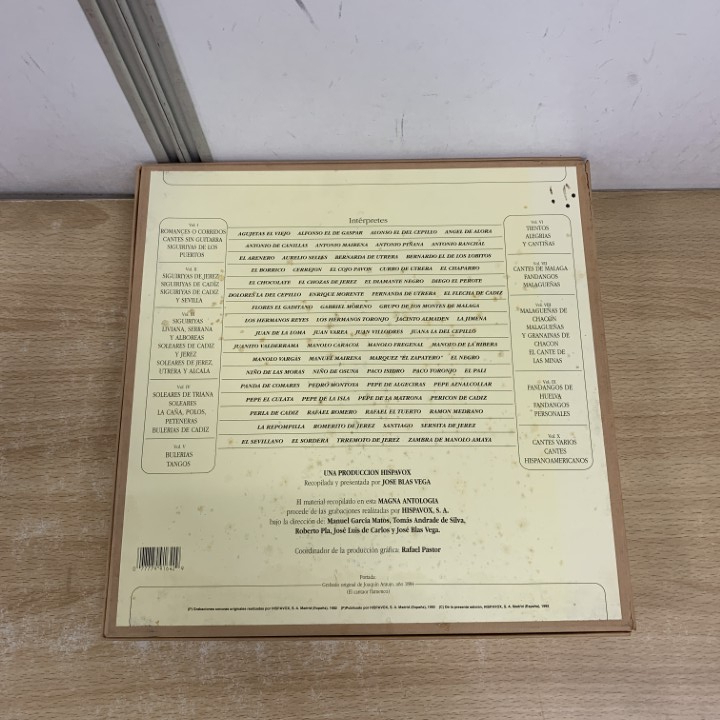 Intérpretes
Vol. I
ROMANCES O CORRIDOS
CANTES SIN GUITARRA
SIGUIRIYAS DE LOS
PUERTOS
Vol. II
SIGUIRIYAS DE JEREZ
SIGUIRIYAS DE CADIZ
SIGUIRIYAS DE CADIZ
Y SEVILLA
Vol. III
SIGUIRIYAS
LIVIANA, SERRANA
Y ALBOREAS
SOLEARES DE CADIZ
Y JEREZ
SOLEARES DE JEREZ,
UTRERA Y ALCALA
Vol. IV
SOLEARES DE TRIANA
SOLEARES
LA CAÑA, POLOS,
PETENERAS
BULERIAS DE CADIZ
Vol. V
BULERIAS
TANGOS
AGUJETAS EL VIEJO ALFONSO EL DE GASPAR ALONSO EL DEL CEPILLO ANGEL DE ALORA
ANTONIO DE CANILLAS ANTONIO MAIRENA ANTONIO PIÑANA ANTONIO RANCHAL
EL ARENERO AURELIO SELLES BERNARDA DE UTRERA BERNARDO EL DE LOS LOBITOS
EL BORRICO CERREJON EL COJO PAVON CURRO DE UTRERA EL CHAPARRO
EL CHOCOLATE EL CHOZAS DE JEREZ EL DIAMANTE NEGRO DIEGO EL PEROTE
DOLORES LA DEL CEPILLO ENRIQUE MORENTE FERNANDA DE UTRERA EL FLECHA DE CADIZ
FLORES EL GADITANO GABRIEL MORENO GRUPO DE LOS MONTES DE MALAGA
LOS HERMANOS REYES LOS HERMANOS TORONJO JACINTO ALMADEN LA JIMENA
JUAN DE LA LOMA JUAN VAREA JUAN VILLODRES JUANA LA DEL CEPILLO
JUANITO VALDERRAMA MANOLO CARACOL MANOLO FREGENAL MANOLO DE LA RIBERA
MANOLO VARGAS MANUEL MAIRENA MARQUEZ "EL ZAPATERO" EL NEGRO
NIÑO DE LAS MORAS NIÑO DE OSUNA PACO ISIDRO PACO TORONJO EL PALI
PANDA DE COMARES PEDRO MONTOYA PEPE DE ALGECIRAS PEPE AZNALCOLLAR
PEPE EL CULATA PEPE DE LA ISLA PEPE DE LA MATRONA PERICON DE CADIZ
PERLA DE CADIZ RAFAEL ROMERO RAFAEL EL TUERTO RAMON MEDRANO
LA REPOMPILLA ROMERITO DE JEREZ SANTIAGO SERNITA DE JEREZ
EL SEVILLANO EL SORDERA TRREMOTO DE JEREZ ZAMBRA DE MANOLO AMAYA
Vol. VI
TIENTOS
ALEGRIAS
Y CANTIÑAS
Vol. VII
CANTES DE MALAGA
FANDANGOS
MALAGUEÑAS
Vol. VIII
MALAGUEÑAS DE
CHACON
MALAGUEÑAS
Y GRANAINAS DE
CHACON
EL CANTE DE
LAS MINAS
Vol. IX
FANDANGOS DE
HUELVA
FANDANGOS
PERSONALES
Vol. X
CANTES VARIOS
CANTES
HISPANOAMERICANOS
UNA PRODUCCION HISPAVOX
Recopilada y presentada por JOSE BLAS VEGA
El material recopilado en esta MAGNA ANTOLOGIA
procede de las grabaciones realizadas por HISPAVOX, S. A.
bajo la dirección de: Manuel García Matos, Tomás Andrade de Silva,
Roberto Pla, José Luis de Carlos y José Blas Vega.
Coordinador de la producción gráfica: Rafael Pastor
Portada:
(El cantaor flamenco)